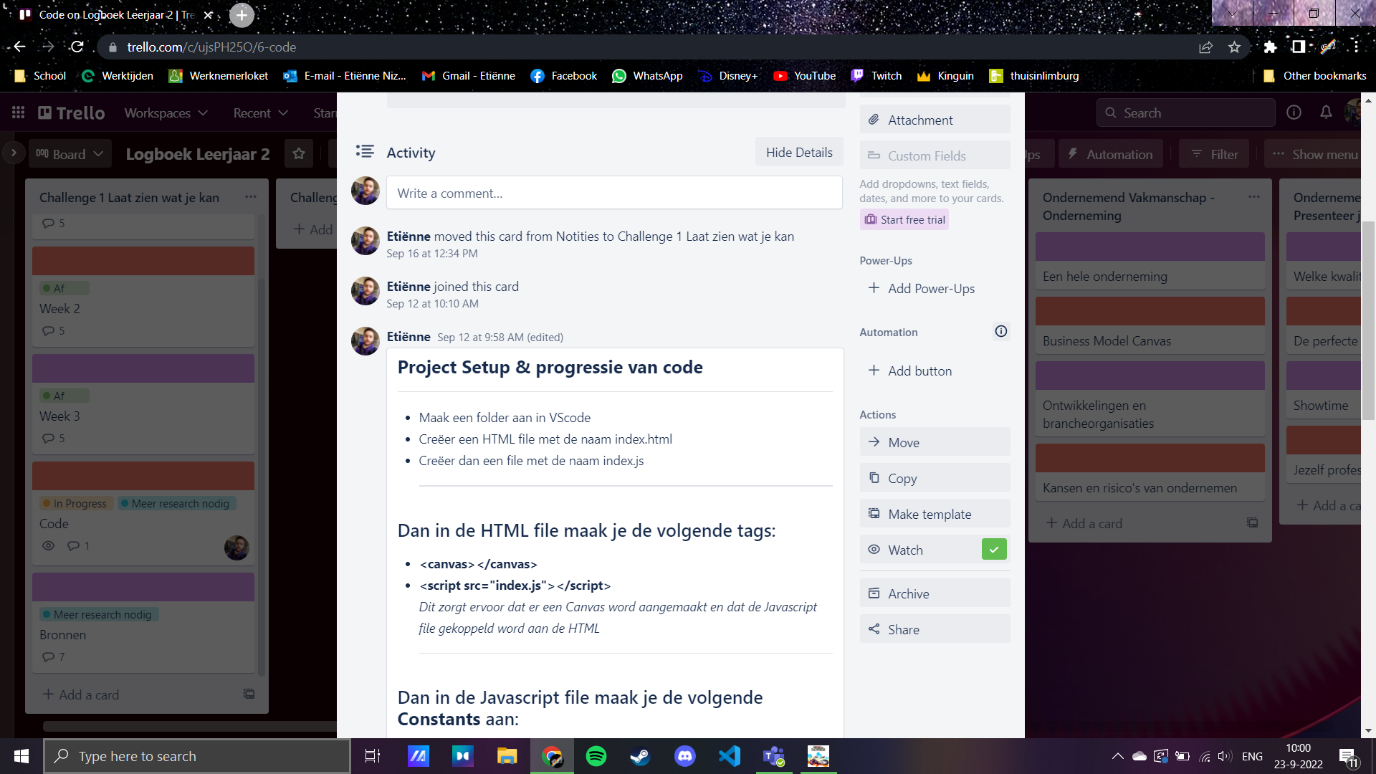 Code on Logboek Leerjaar 2 | Tre
trello.com/c/ujsPH25O/6-code
School
Werktijden
Werknemerloket
E-mail - Etiënne Niz...
Gmail - Etiënne
Facebook
WhatsApp
Disney+
YouTube
Twitch
Kinguin
thuisinlimburg
Other bookmarks
Trello
Workspaces
Recent
Starr
Search
Board
Logboek Leerjaar 2
Ups
Automation
Filter
Show menu
Challenge 1 Laat zien wat je kan
5
Af
Week 2
5
Af
Week 3
5
In Progress
Meer research nodig
Code
1
Meer research nodig
Bronnen
7
Add a card
Challeng
Add
Activity
Hide Details
Write a comment...
Etiënne moved this card from Notities to Challenge 1 Laat zien wat je kan
Sep 16 at 12:34 PM
Etiënne joined this card
Sep 12 at 10:10 AM
Etiënne Sep 12 at 9:58 AM (edited)
Project Setup & progressie van code
• Maak een folder aan in VScode
• Creëer een HTML file met de naam index.html
• Creëer dan een file met de naam index.js
Dan in de HTML file maak je de volgende tags:
• <canvas></canvas>
• <script src="index.js"></script>
Dit zorgt ervoor dat er een Canvas word aangemaakt en dat de Javascript
file gekoppeld word aan de HTML
Dan in de Javascript file maak je de volgende
Constants aan:
Attachment
Custom Fields
Add dropdowns, text fields,
dates, and more to your cards.
Start free trial
Power-Ups
Add Power-Ups
Automation
Add button
Actions
Move
Copy
Make template
Watch
Archive
Share
Ondernemend Vakmanschap -
Onderneming
Een hele onderneming
Business Model Canvas
Ontwikkelingen en
brancheorganisaties
Kansen en risico's van ondernemen
Add a card
Onderneme
Presenteer j
Welke kwalif
De perfecte
Showtime
Jezelf profes
Add a ca
Type here to search
ENG
10:00
23-9-2022
11